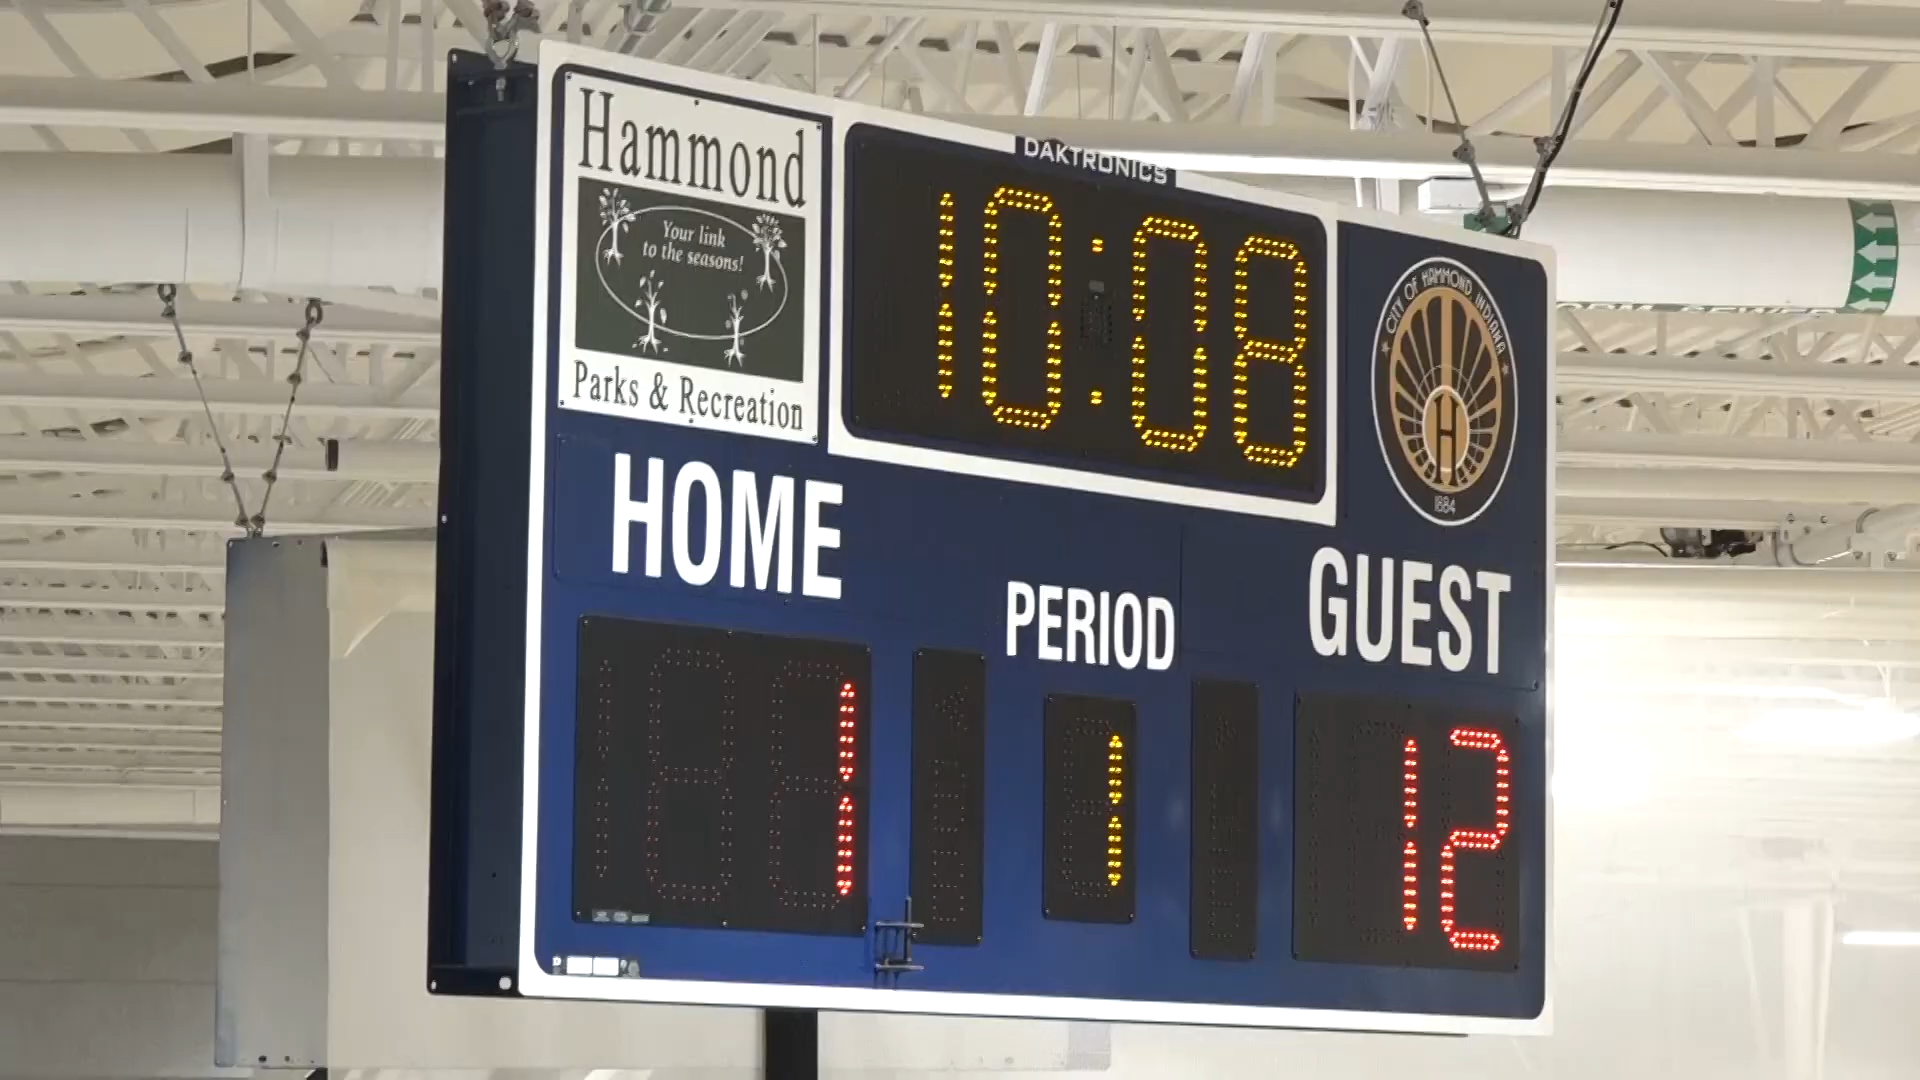 Hammond
Your link
to the seasons!
Parks & Recreation
DAKTRONICS
10:08
CITY OF HAMMOND, INDIANA
H
1884
HOME
PERIOD
GUEST
1
1
12